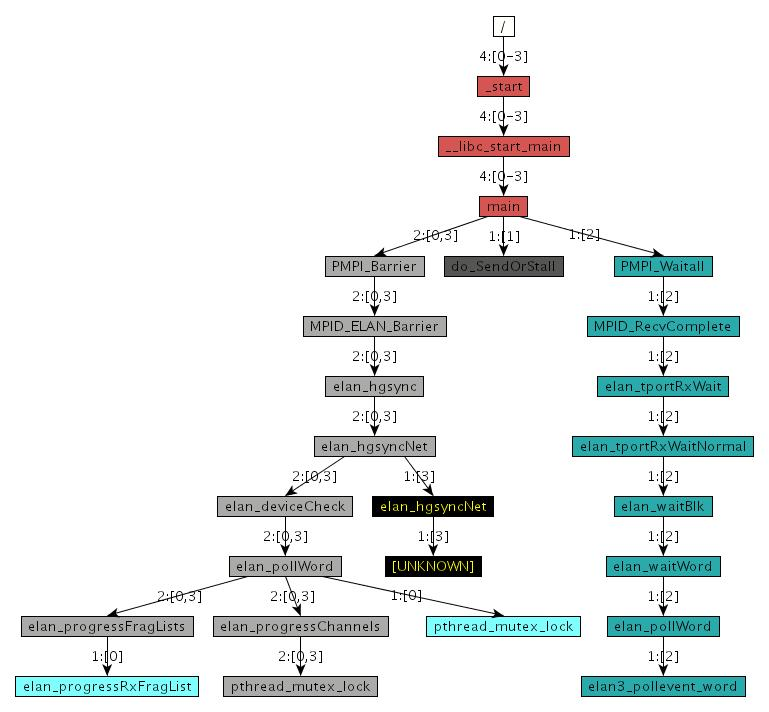 /
4:[0-3]
_start
4:[0-3]
__libc_start_main
4:[0-3]
main
2:[0,3] 1:[1] 1:[2]
PMPI_Barrier do_SendOrStall PMPI_Waitall
2:[0,3] 1:[2]
MPID_ELAN_Barrier MPID_RecvComplete
2:[0,3] 1:[2]
elan_hgsync elan_tportRxWait
2:[0,3] 1:[2]
elan_hgsyncNet elan_tportRxWaitNormal
2:[0,3] 1:[3] 1:[2]
elan_deviceCheck elan_hgsyncNet elan_waitBlk
2:[0,3] 1:[3] 1:[2]
elan_pollWord [UNKNOWN] elan_waitWord
2:[0,3] 2:[0,3] 1:[0] 1:[2]
elan_progressFragLists elan_progressChannels pthread_mutex_lock elan_pollWord
1:[0] 2:[0,3] 1:[2]
elan_progressRxFragList pthread_mutex_lock elan3_pollevent_word